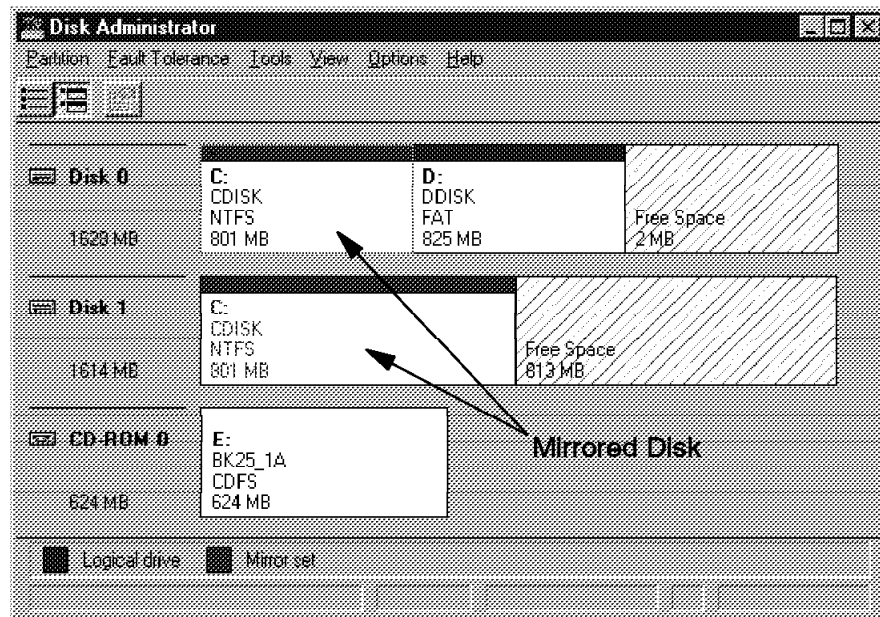 Disk Administrator
Partition Fault Tolerance Tools View Options Help
Disk 0
1628 MB
C:
CDISK
NTFS
801 MB
D:
DDISK
FAT
825 MB
Free Space
2 MB
Disk 1
1614 MB
C:
CDISK
NTFS
801 MB
Free Space
813 MB
CD-ROM 0
624 MB
E:
BK25_1A
CDFS
624 MB
Mirrored Disk
Logical drive Mirror set